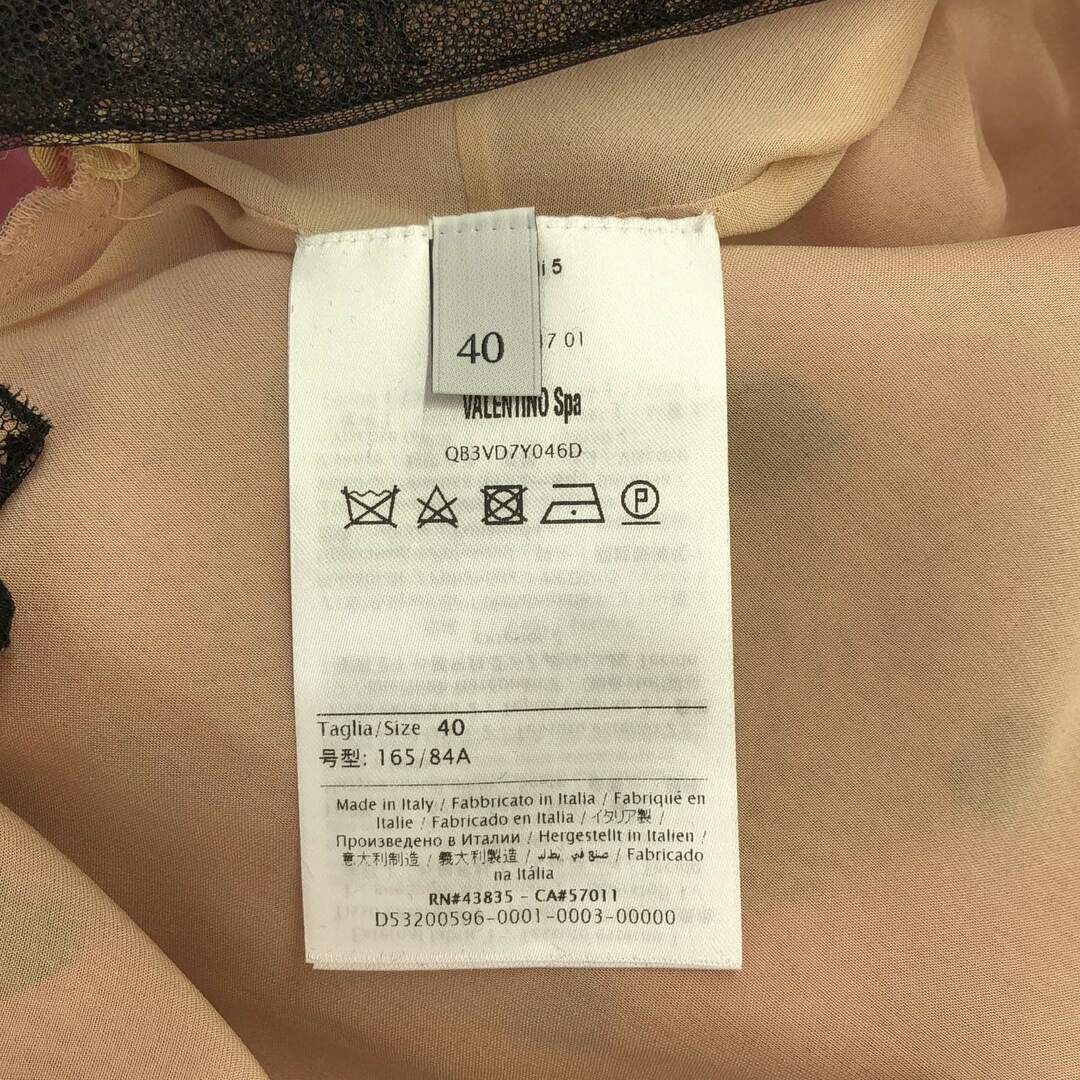 5
40
7 01
VALENTINO Spa
QB3VD7Y046D
P
Taglia/Size 40
号型: 165/84A
Made in Italy / Fabbricato in Italia / Fabriqué en
Italie / Fabricado en Italia / イタリア製 /
Произведено в Италии / Hergestellt in Italien /
意大利制造 / 義大利製造 / صنع في إيطاليا / Fabricado
na Itália
RN#43835 - CA#57011
D53200596-0001-0003-00000